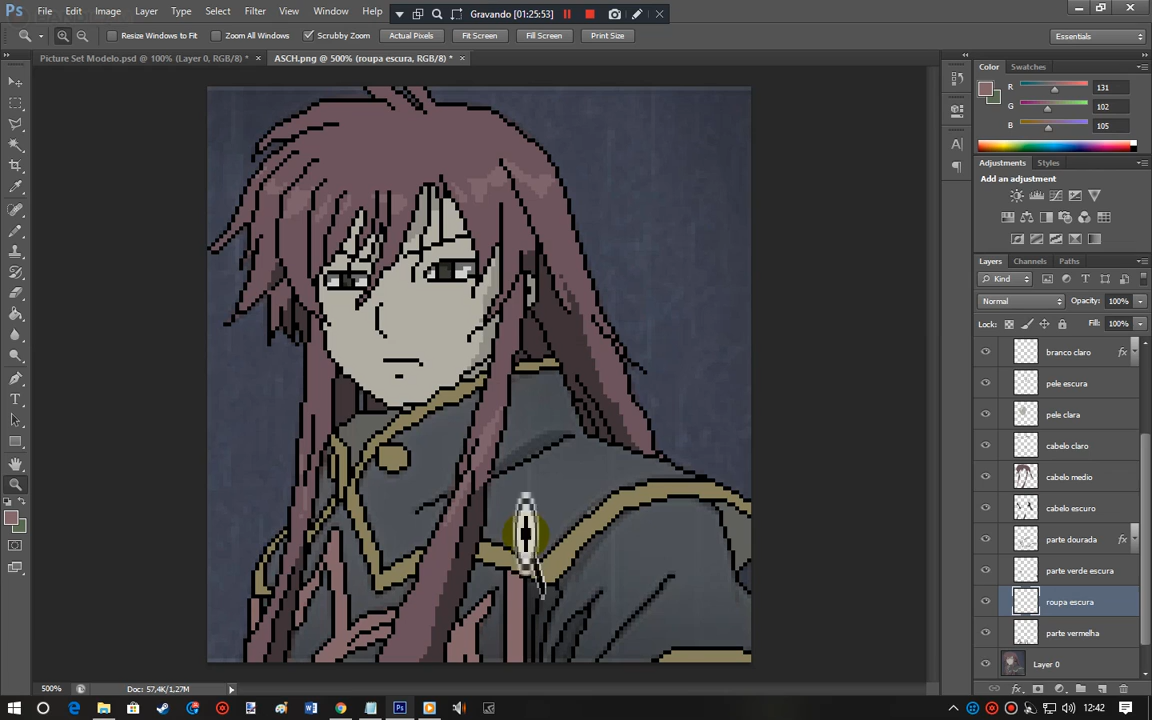 File Edit Image Layer Type Select Filter View Window Help
Gravando [01:25:53]
Resize Windows to Fit Zoom All Windows Scrubby Zoom Actual Pixels Fit Screen Fill Screen Print Size Essentials
Picture Set Modelo.psd @ 100% (Layer 0, RGB/8) * ASCH.png @ 500% (roupa escura, RGB/8) *
Color Swatches
R 131
G 102
B 105
Adjustments Styles
Add an adjustment
Layers Channels Paths
Kind
Normal Opacity: 100%
Lock: Fill: 100%
branco claro fx
pele escura
pele clara
cabelo claro
cabelo medio
cabelo escuro
parte dourada fx
parte verde escura
roupa escura
parte vermelha
Layer 0
500% Doc: 57,4K/1,27M
12:42